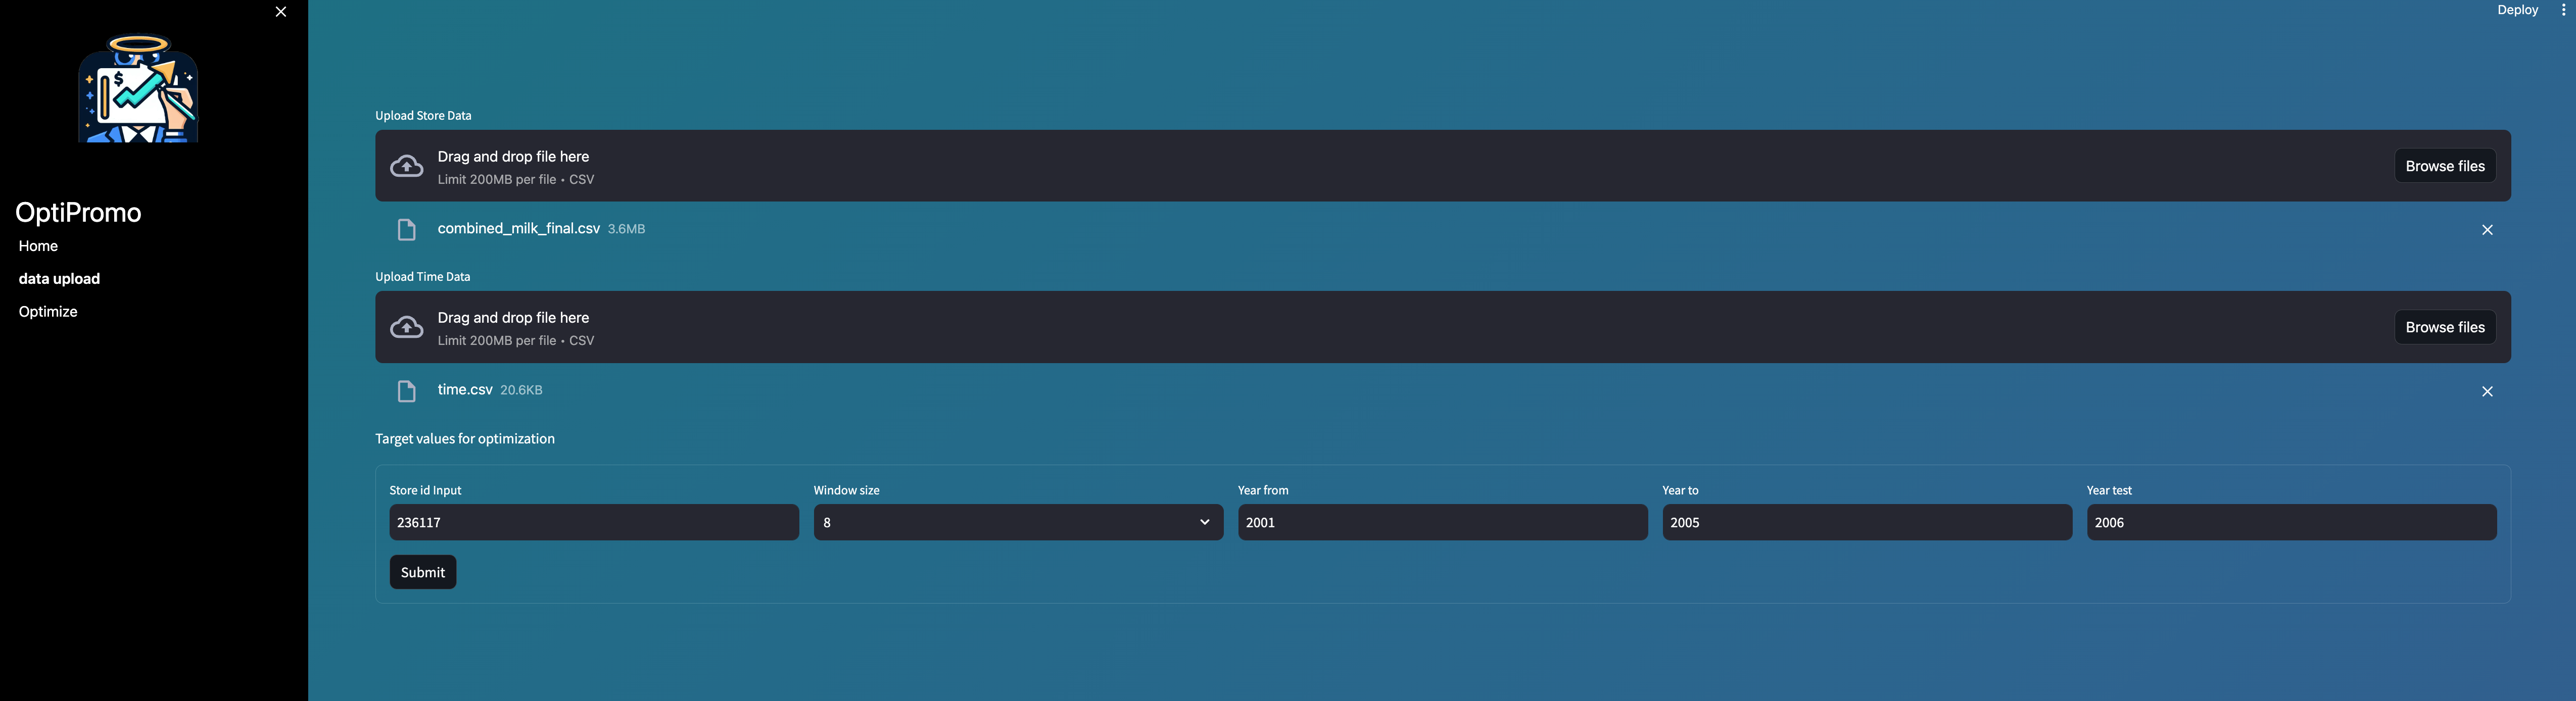 Deploy
$
OptiPromo
Home
data upload
Optimize
Upload Store Data
Drag and drop file here
Limit 200MB per file • CSV
Browse files
combined_milk_final.csv 3.6MB
Upload Time Data
Drag and drop file here
Limit 200MB per file • CSV
Browse files
time.csv 20.6KB
Target values for optimization
Store id Input
236117
Window size
8
Year from
2001
Year to
2005
Year test
2006
Submit